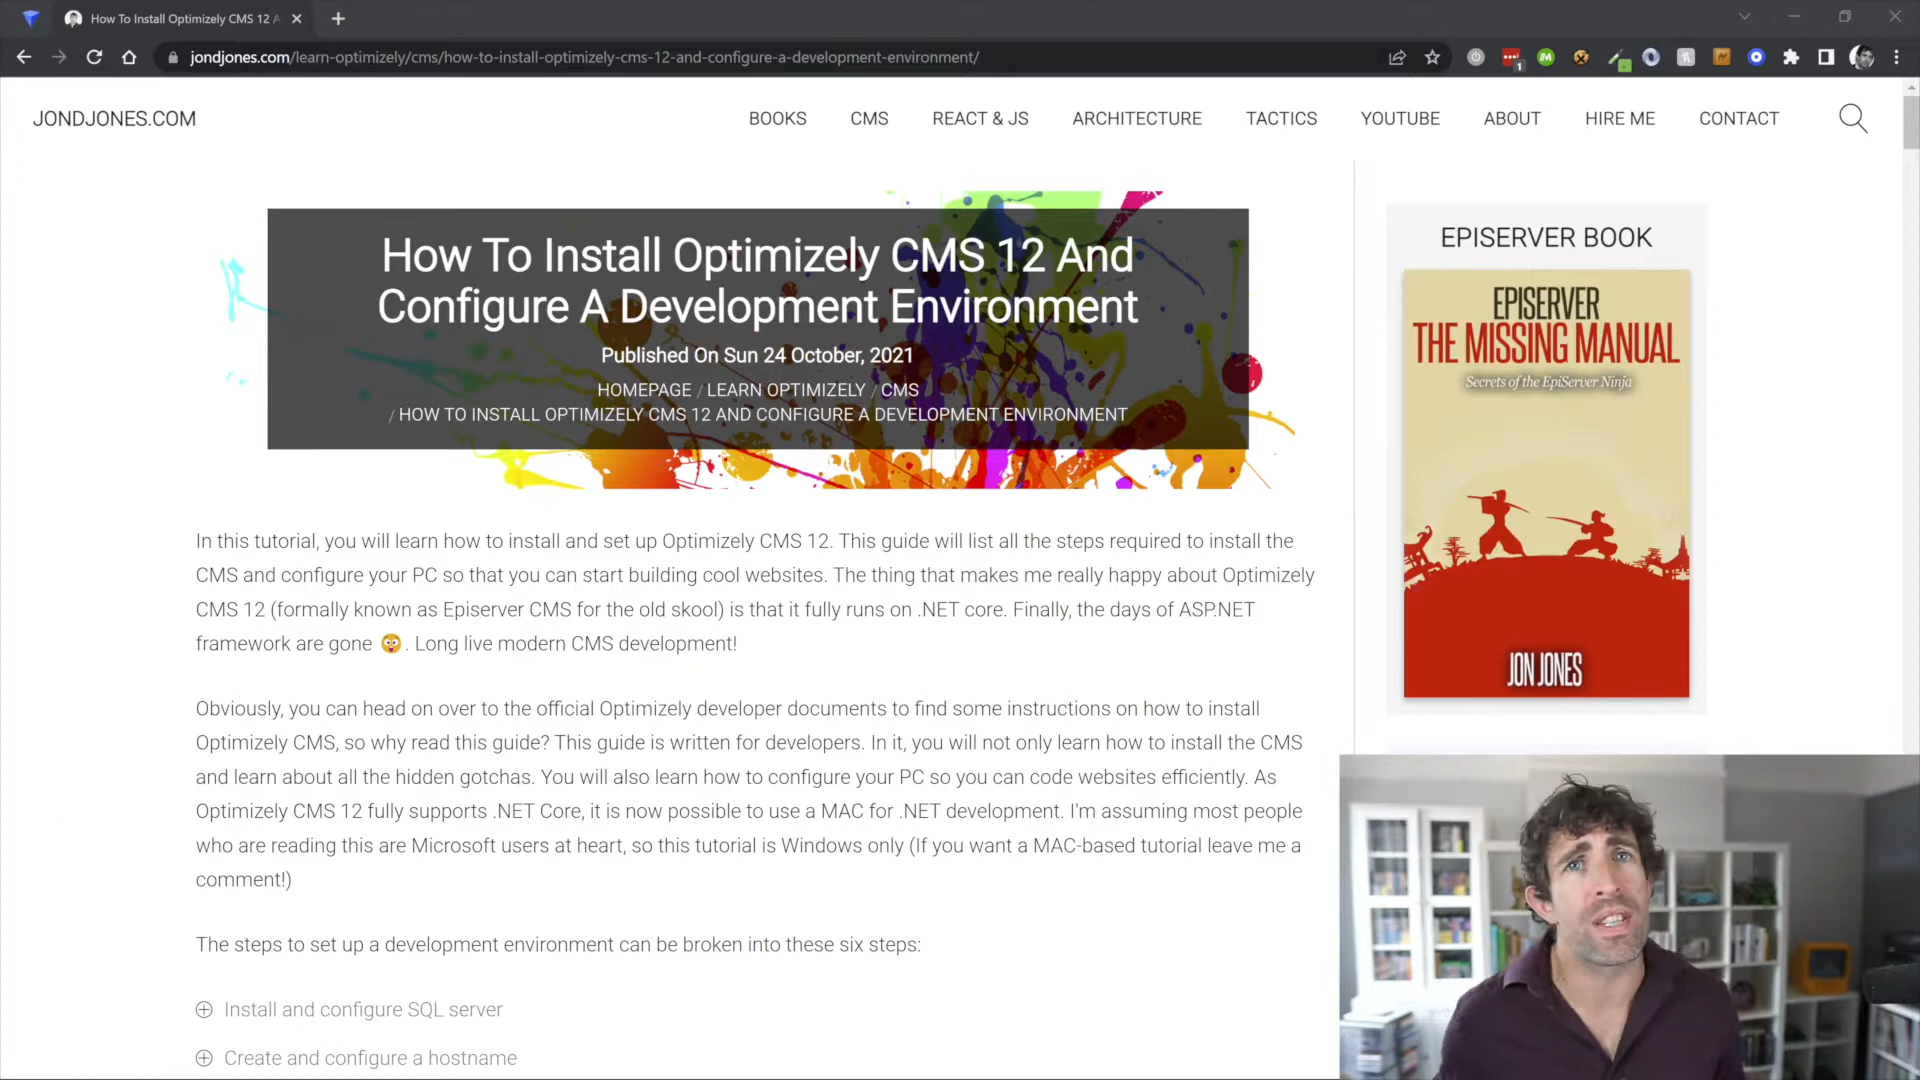 How To Install Optimizely CMS 12 A
jondjones.com/learn-optimizely/cms/how-to-install-optimizely-cms-12-and-configure-a-development-environment/
1
JONDJONES.COM
BOOKS
CMS
REACT & JS
ARCHITECTURE
TACTICS
YOUTUBE
ABOUT
HIRE ME
CONTACT
How To Install Optimizely CMS 12 And
Configure A Development Environment
Published On Sun 24 October, 2021
HOMEPAGE / LEARN OPTIMIZELY / CMS
/ HOW TO INSTALL OPTIMIZELY CMS 12 AND CONFIGURE A DEVELOPMENT ENVIRONMENT
In this tutorial, you will learn how to install and set up Optimizely CMS 12. This guide will list all the steps required to install the
CMS and configure your PC so that you can start building cool websites. The thing that makes me really happy about Optimizely
CMS 12 (formally known as Episerver CMS for the old skool) is that it fully runs on .NET core. Finally, the days of ASP.NET
framework are gone 😲. Long live modern CMS development!
Obviously, you can head on over to the official Optimizely developer documents to find some instructions on how to install
Optimizely CMS, so why read this guide? This guide is written for developers. In it, you will not only learn how to install the CMS
and learn about all the hidden gotchas. You will also learn how to configure your PC so you can code websites efficiently. As
Optimizely CMS 12 fully supports .NET Core, it is now possible to use a MAC for .NET development. I'm assuming most people
who are reading this are Microsoft users at heart, so this tutorial is Windows only (If you want a MAC-based tutorial leave me a
comment!)
The steps to set up a development environment can be broken into these six steps:
Install and configure SQL server
Create and configure a hostname
EPISERVER BOOK
EPISERVER
THE MISSING MANUAL
Secrets of the EpiServer Ninja
JON JONES